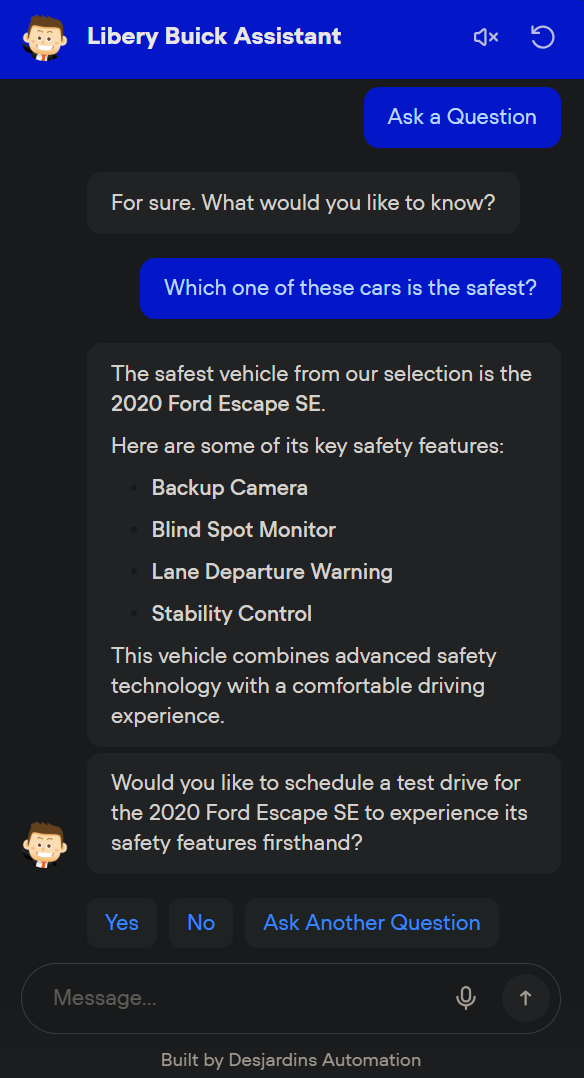 Libery Buick Assistant
Ask a Question
For sure. What would you like to know?
Which one of these cars is the safest?
The safest vehicle from our selection is the
2020 Ford Escape SE.
Here are some of its key safety features:
Backup Camera
Blind Spot Monitor
Lane Departure Warning
Stability Control
This vehicle combines advanced safety
technology with a comfortable driving
experience.
Would you like to schedule a test drive for
the 2020 Ford Escape SE to experience its
safety features firsthand?
Yes No Ask Another Question
Message...
Built by Desjardins Automation